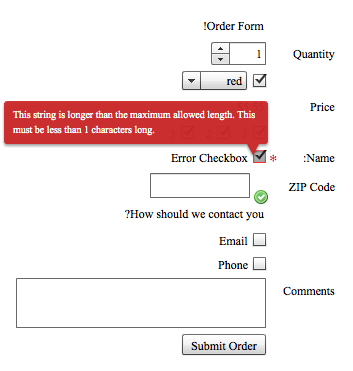 !Order Form
Quantity
1
red
Price
This string is longer than the maximum allowed length. This
must be less than 1 characters long.
:Name
* Error Checkbox
ZIP Code
?How should we contact you
Email
Phone
Comments
Submit Order